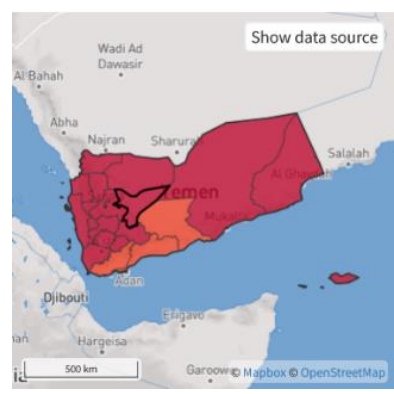 Show data source
Wadi Ad
Dawasir
Al Bahah
Abha
Najran
Sharurah
Salalah
Al Ghaydah
Yemen
Mukalla
Adan
Djibouti
Erigavo
Hargeisa
500 km
Garoowe
© Mapbox © OpenStreetMap